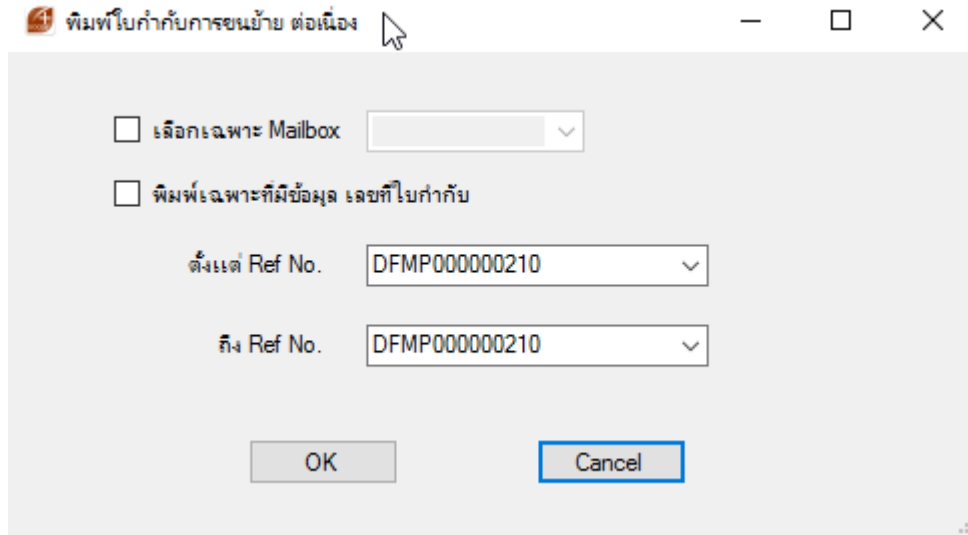 พิมพ์ใบกำกับการขนย้าย ต่อเนื่อง
เลือกเฉพาะ Mailbox
พิมพ์เฉพาะที่มีข้อมูล เลขที่ใบกำกับ
ตั้งแต่ Ref No. DFMP000000210
ถึง Ref No. DFMP000000210
OK Cancel